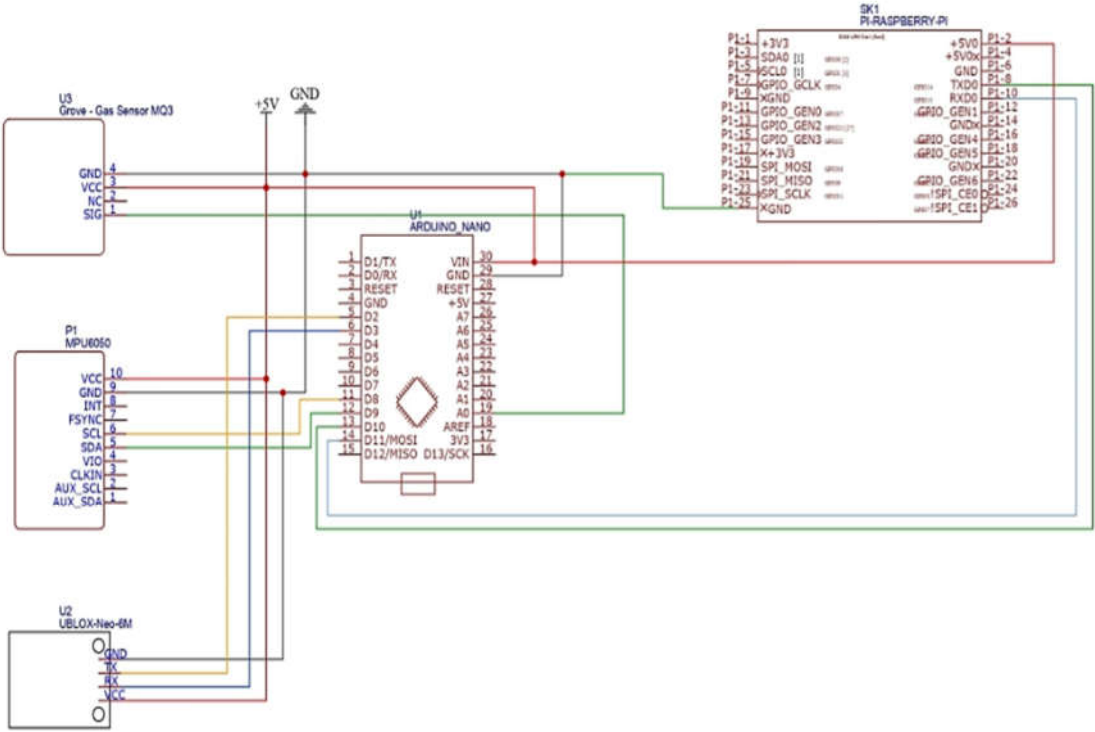 SK1
PI-RASPBERRY-PI
P1-1 +3V3 +5V0 P1-2
P1-3 SDA0 [1] +5V0X P1-4
P1-5 SCL0 [1] GND P1-6
P1-7 GPIO_GCLK TXD0 P1-8
P1-9 XGND RXD0 P1-10
P1-11 GPIO_GEN0 GPIO_GEN1 P1-12
P1-13 GPIO_GEN2 GNDX P1-14
P1-15 GPIO_GEN3 GPIO_GEN4 P1-16
P1-17 X+3V3 GPIO_GEN5 P1-18
P1-19 SPI_MOSI GNDX P1-20
P1-21 SPI_MISO GPIO_GEN6 P1-22
P1-23 SPI_SCLK !SPI_CE0 P1-24
P1-25 XGND !SPI_CE1 P1-26
+5V
GND
U3
Grove - Gas Sensor MQ3
GND 4
VCC 3
NC 2
SIG 1
U1
ARDUINO_NANO
1 D1/TX VIN 30
2 D0/RX GND 29
3 RESET RESET 28
4 GND +5V 27
5 D2 A7 26
6 D3 A6 25
7 D4 A5 24
8 D5 A4 23
9 D6 A3 22
10 D7 A2 21
11 D8 A1 20
12 D9 A0 19
13 D10 AREF 18
14 D11/MOSI 3V3 17
15 D12/MISO D13/SCK 16
P1
MPU6050
VCC 10
GND 9
INT 8
FSYNC 7
SCL 6
SDA 5
VIO 4
CLKIN 3
AUX_SCL 2
AUX_SDA 1
U2
UBLOX-Neo-6M
GND
TX
RX
VCC